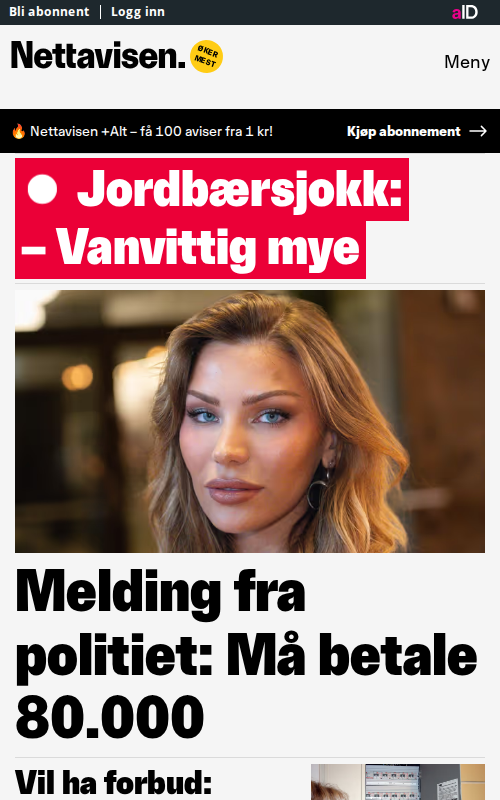 Bli abonnent | Logg inn
aID
Nettavisen.
ØKER
MEST
Meny
🔥 Nettavisen +Alt – få 100 aviser fra 1 kr!
Kjøp abonnement →
Jordbærsjokk:
– Vanvittig mye
Melding fra
politiet: Må betale
80.000
Vil ha forbud: